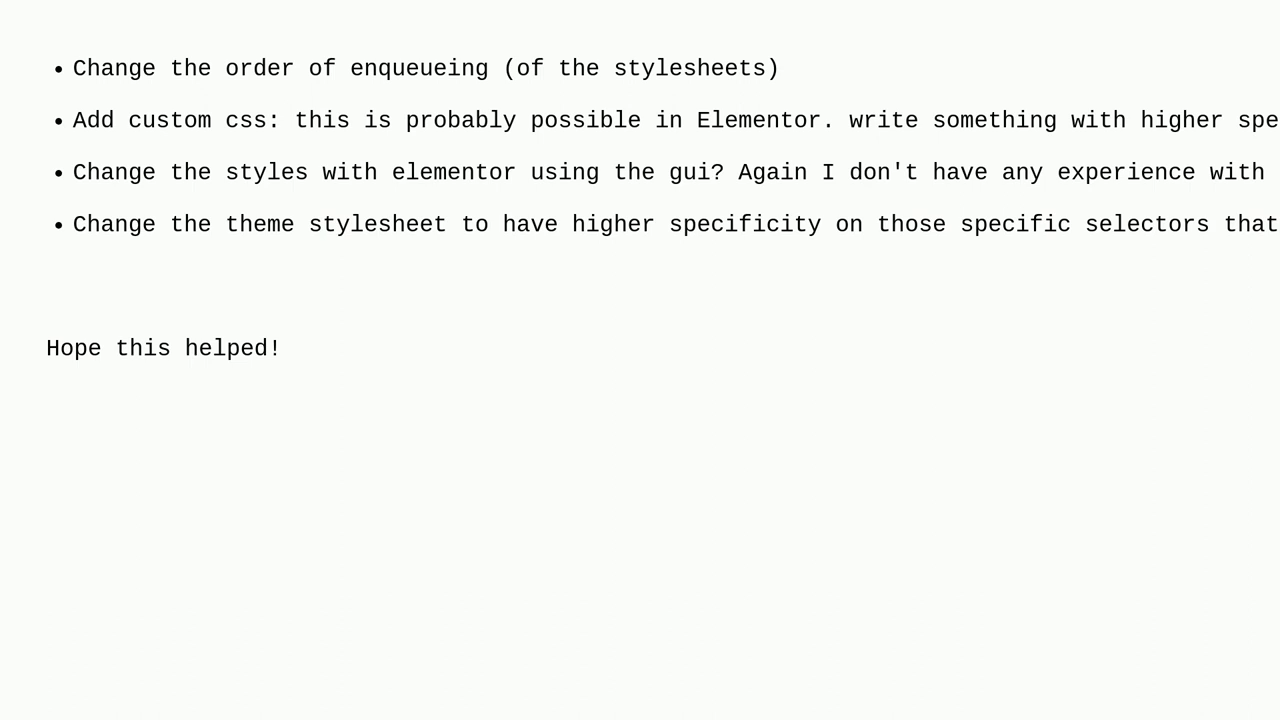 • Change the order of enqueueing (of the stylesheets)
• Add custom css: this is probably possible in Elementor. write something with higher spe
• Change the styles with elementor using the gui? Again I don't have any experience with
• Change the theme stylesheet to have higher specificity on those specific selectors that
Hope this helped!